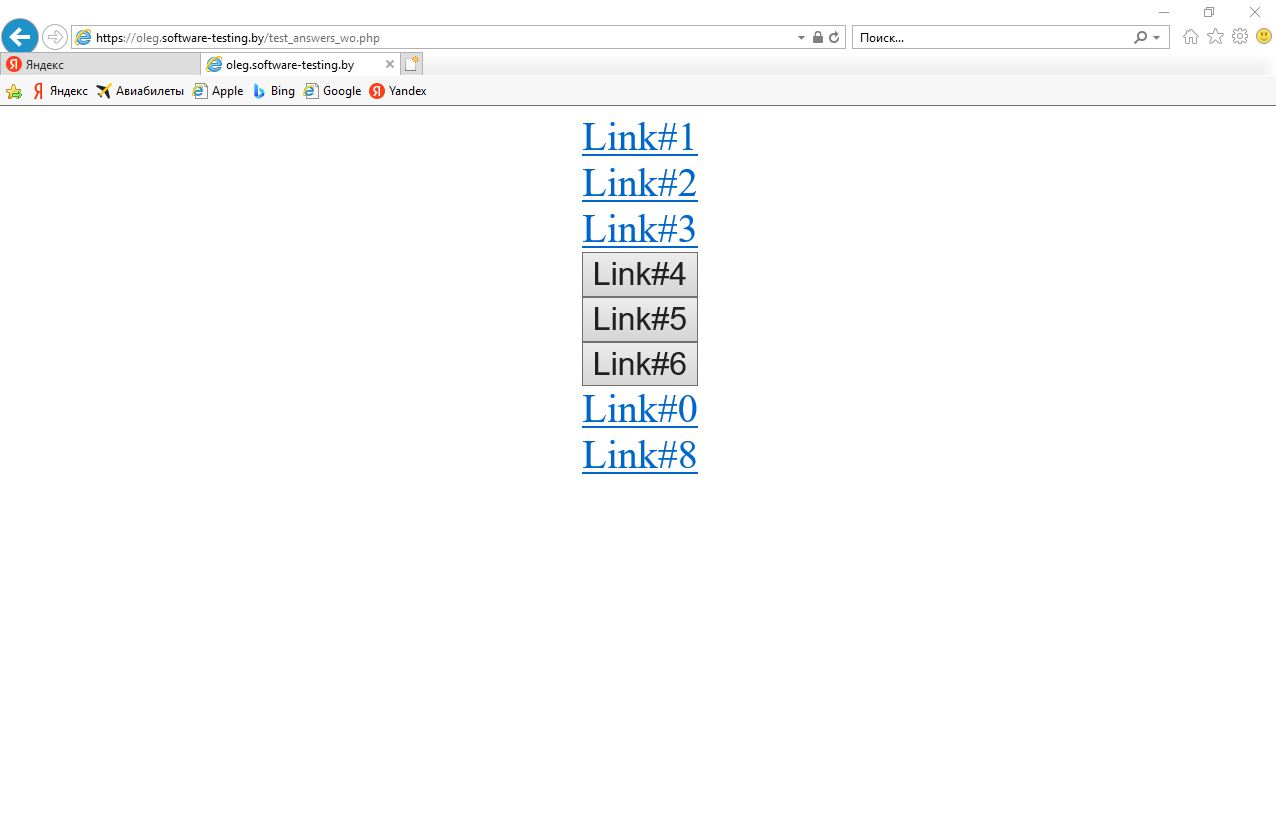 https://oleg.software-testing.by/test_answers_wo.php Поиск...
Яндекс oleg.software-testing.by
Яндекс Авиабилеты Apple Bing Google Yandex
Link#1
Link#2
Link#3
Link#4
Link#5
Link#6
Link#0
Link#8